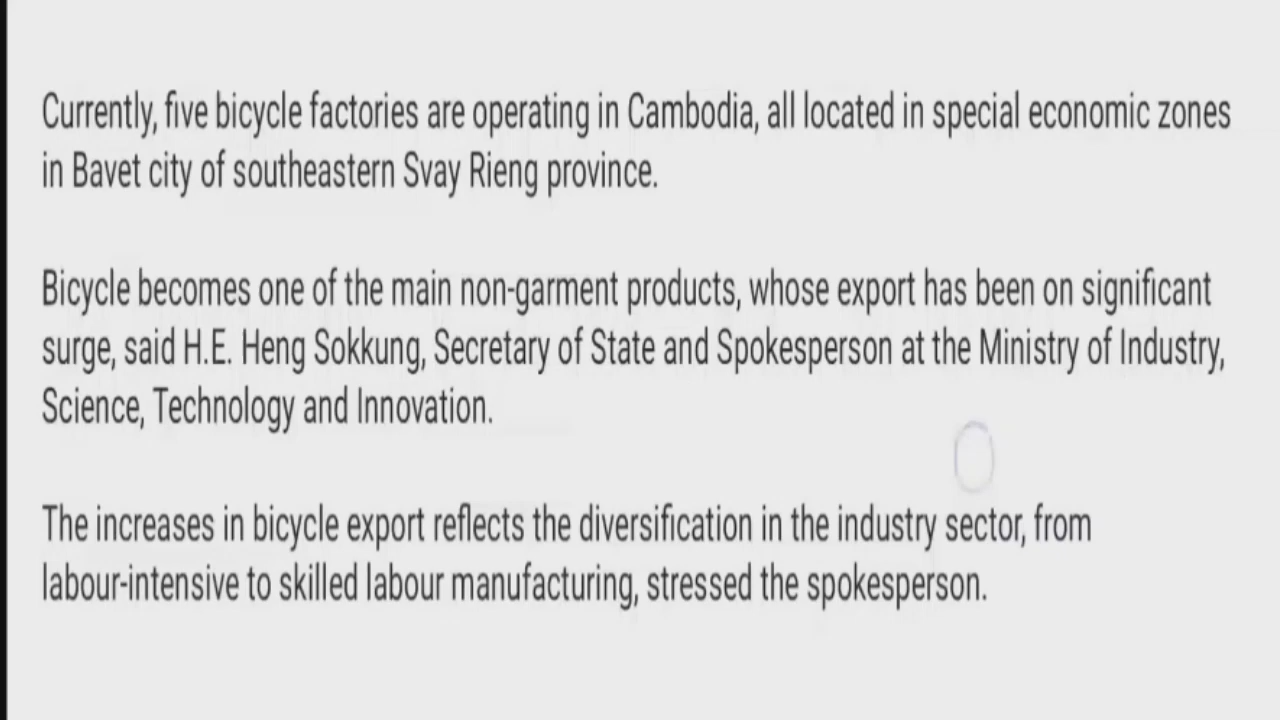 Currently, five bicycle factories are operating in Cambodia, all located in special economic zones
in Bavet city of southeastern Svay Rieng province.
Bicycle becomes one of the main non-garment products, whose export has been on significant
surge, said H.E. Heng Sokkung, Secretary of State and Spokesperson at the Ministry of Industry,
Science, Technology and Innovation.
The increases in bicycle export reflects the diversification in the industry sector, from
labour-intensive to skilled labour manufacturing, stressed the spokesperson.